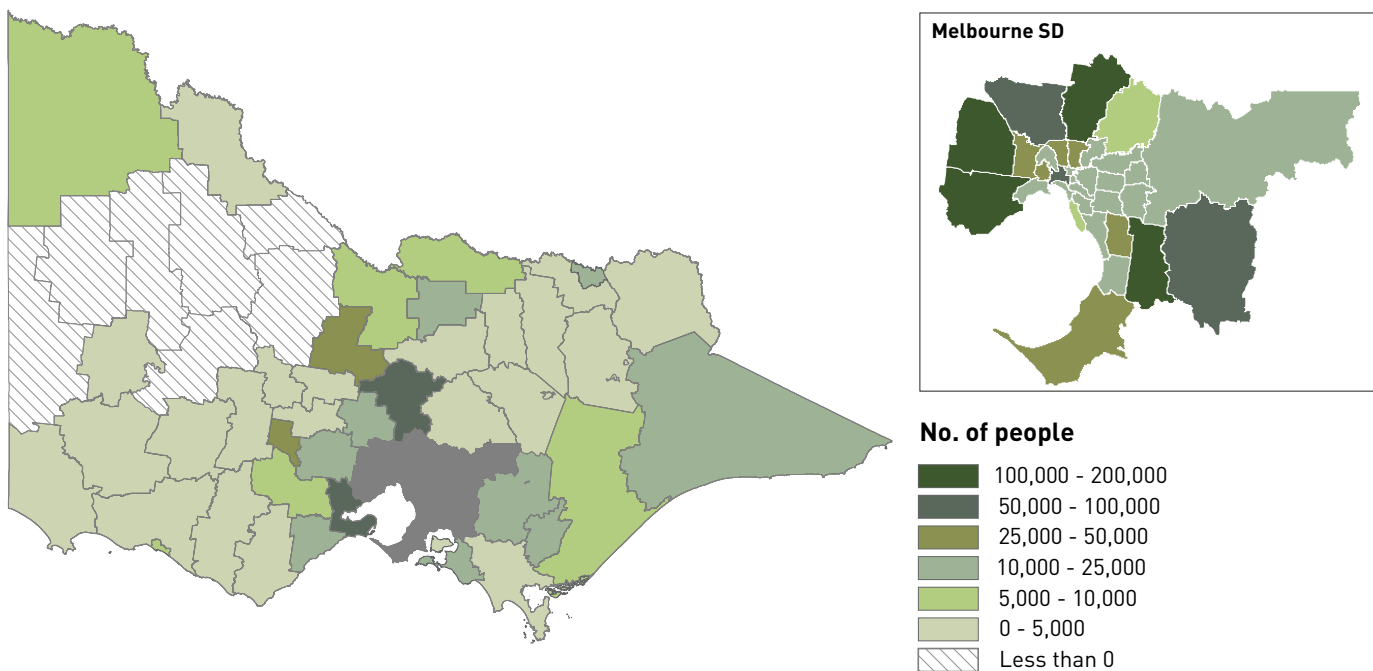 Melbourne SD
No. of people
100,000 - 200,000
50,000 - 100,000
25,000 - 50,000
10,000 - 25,000
5,000 - 10,000
0 - 5,000
Less than 0